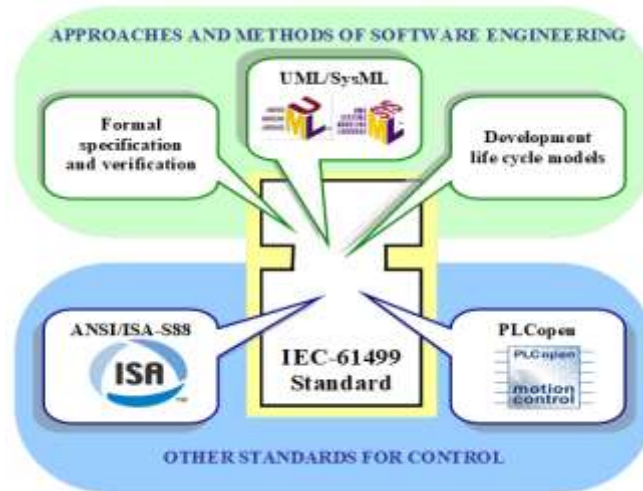 APPROACHES AND METHODS OF SOFTWARE ENGINEERING
UML/SysML
UML
Formal
specification
and verification
Development
life cycle models
ANSI/ISA-S88
ISA
IEC-61499
Standard
PLCopen
PLCopen
motion
control
OTHER STANDARDS FOR CONTROL